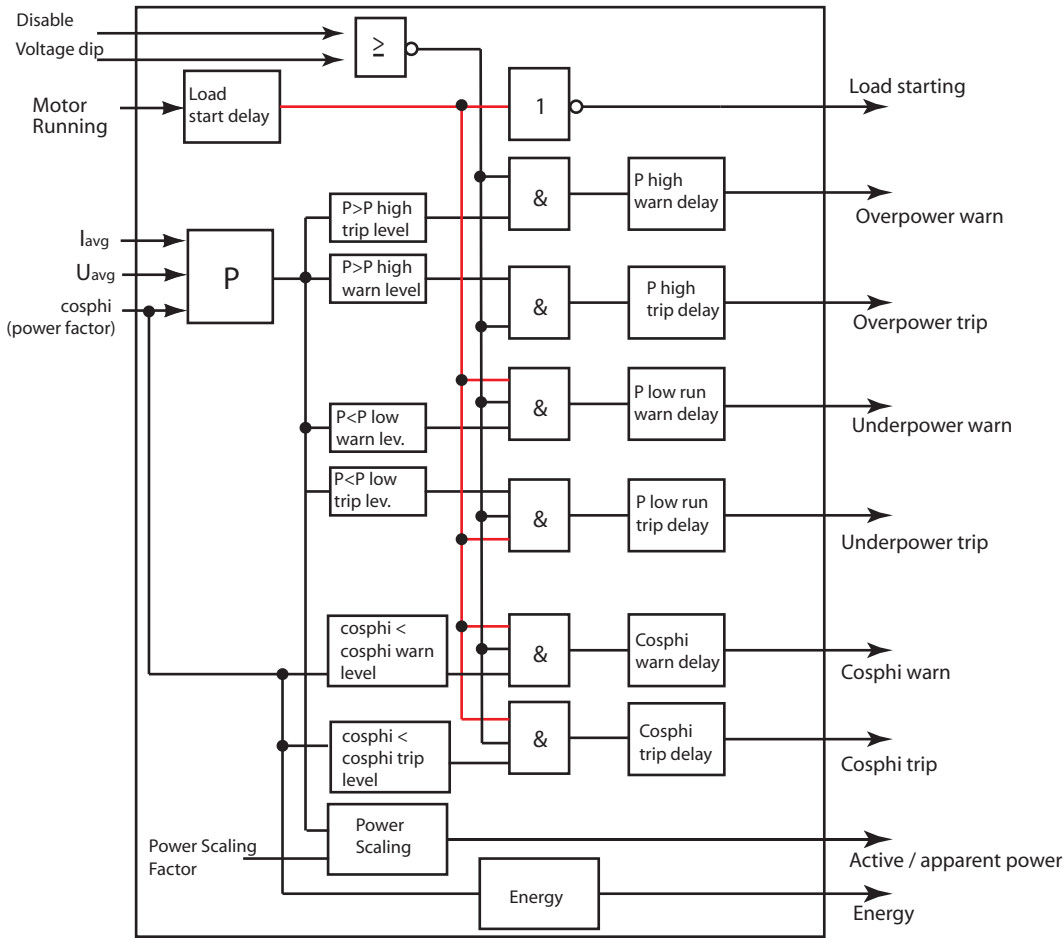 Disable
Voltage dip
≥
Motor
Running
Load
start delay
1
Load starting
&
P high
warn delay
Overpower warn
P>P high
trip level
Iavg
Uavg
cosphi
(power factor)
P
P>P high
warn level
&
P high
trip delay
Overpower trip
&
P low run
warn delay
Underpower warn
P<P low
warn lev.
P<P low
trip lev.
&
P low run
trip delay
Underpower trip
cosphi <
cosphi warn
level
&
Cosphi
warn delay
Cosphi warn
cosphi <
cosphi trip
level
&
Cosphi
trip delay
Cosphi trip
Power Scaling
Factor
Power
Scaling
Active / apparent power
Energy
Energy